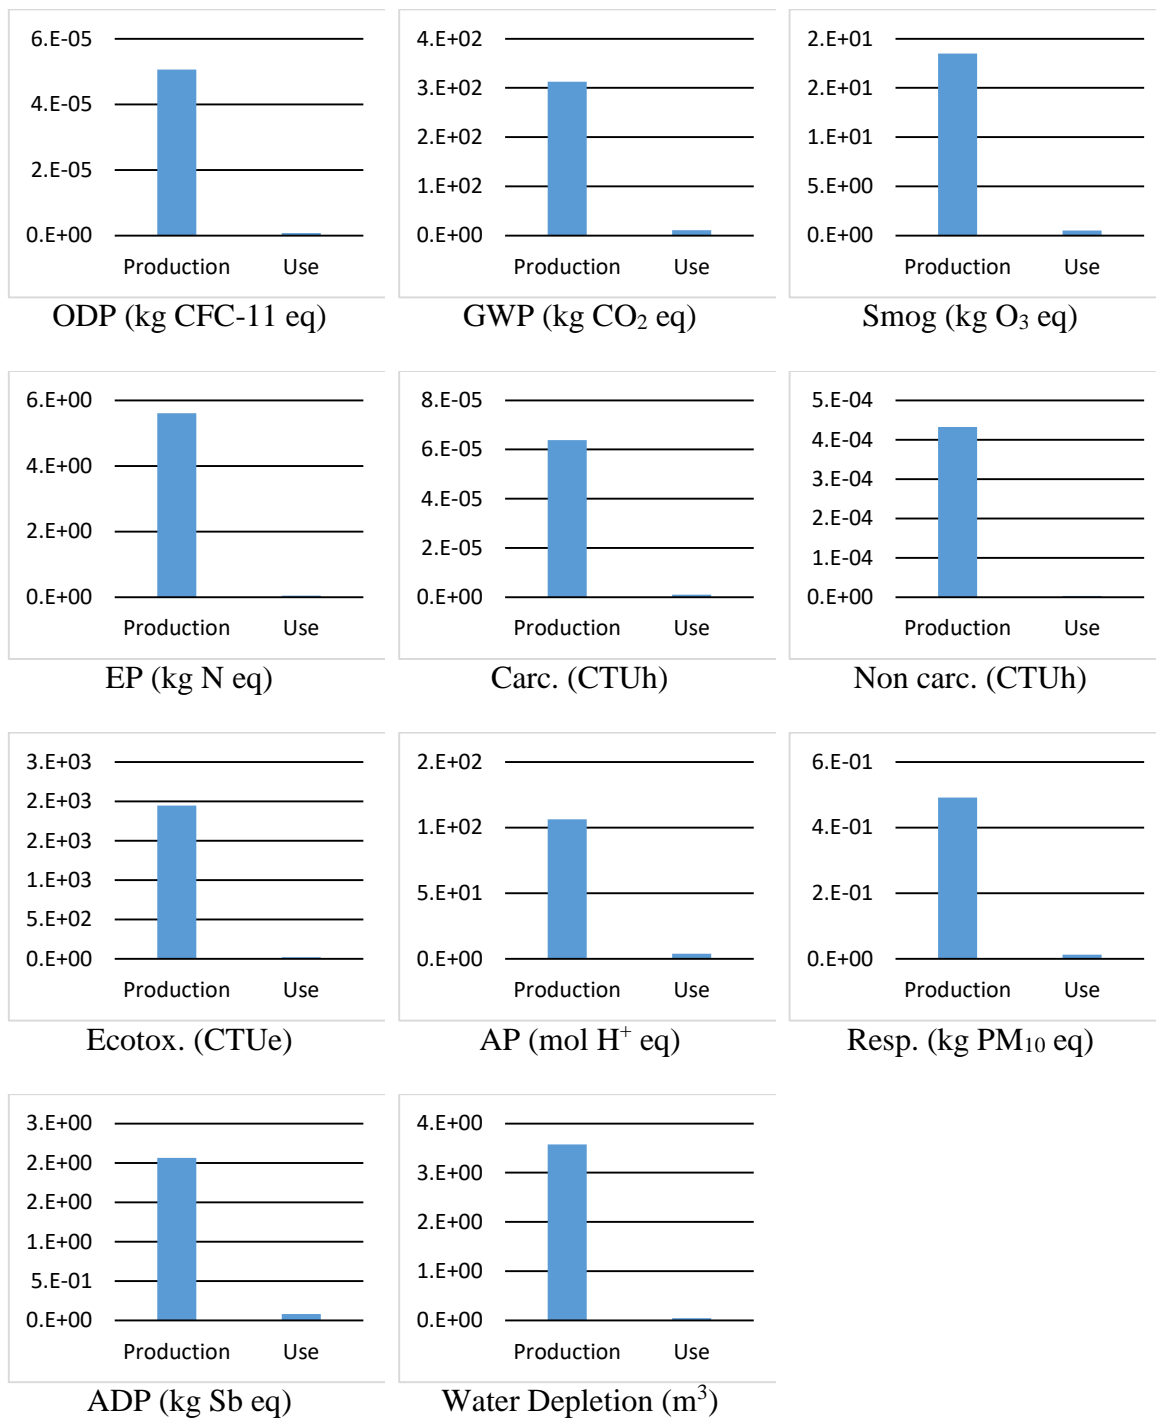 6.E-05
4.E-05
2.E-05
0.E+00
Production Use
ODP (kg CFC-11 eq)
4.E+02
3.E+02
2.E+02
1.E+02
0.E+00
Production Use
GWP (kg CO₂ eq)
2.E+01
2.E+01
1.E+01
5.E+00
0.E+00
Production Use
Smog (kg O₃ eq)
6.E+00
4.E+00
2.E+00
0.E+00
Production Use
EP (kg N eq)
8.E-05
6.E-05
4.E-05
2.E-05
0.E+00
Production Use
Carc. (CTUh)
5.E-04
4.E-04
3.E-04
2.E-04
1.E-04
0.E+00
Production Use
Non carc. (CTUh)
3.E+03
2.E+03
2.E+03
1.E+03
5.E+02
0.E+00
Production Use
Ecotox. (CTUe)
2.E+02
1.E+02
5.E+01
0.E+00
Production Use
AP (mol H⁺ eq)
6.E-01
4.E-01
2.E-01
0.E+00
Production Use
Resp. (kg PM₁₀ eq)
3.E+00
2.E+00
2.E+00
1.E+00
5.E-01
0.E+00
Production Use
ADP (kg Sb eq)
4.E+00
3.E+00
2.E+00
1.E+00
0.E+00
Production Use
Water Depletion (m³)